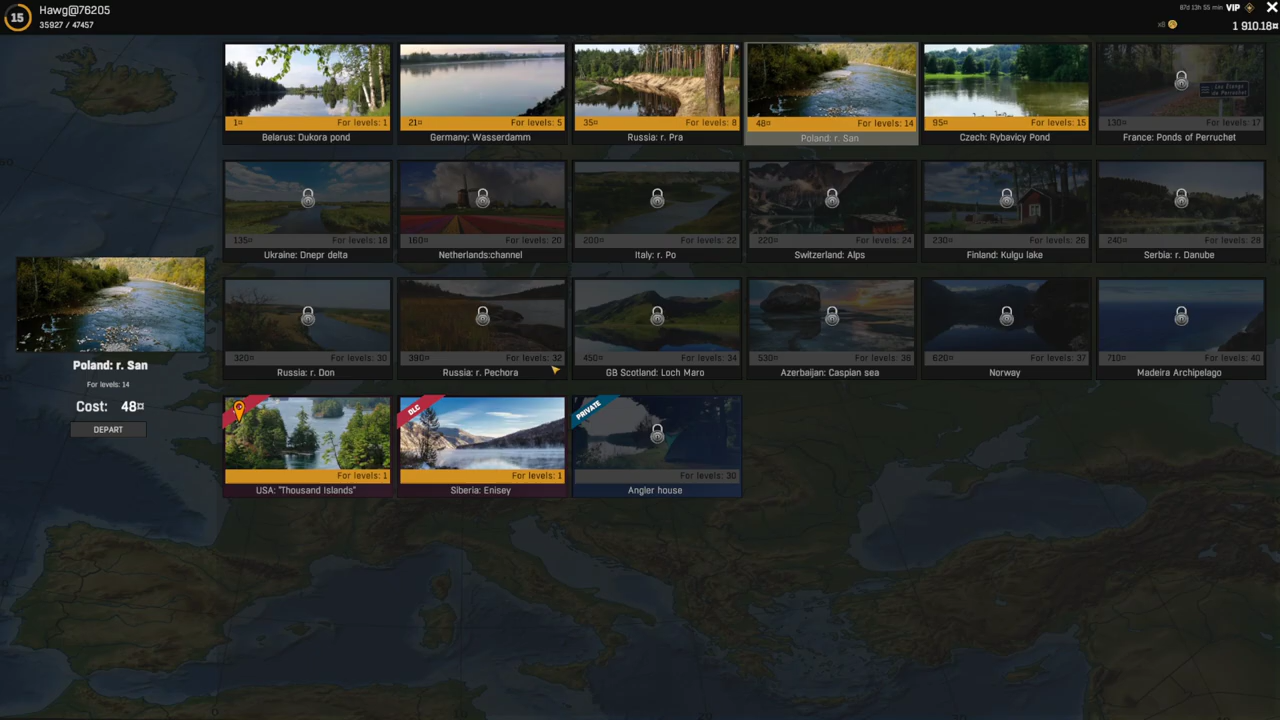 15
Hawg@76205
35927 / 47457
87d 13h 55 min VIP
x8
1 910.18¤
1¤ For levels: 1
Belarus: Dukora pond
21¤ For levels: 5
Germany: Wasserdamm
35¤ For levels: 8
Russia: r. Pra
48¤ For levels: 14
Poland: r. San
95¤ For levels: 15
Czech: Rybavicy Pond
Les Étangs
de Perruchet
130¤ For levels: 17
France: Ponds of Perruchet
135¤ For levels: 18
Ukraine: Dnepr delta
160¤ For levels: 20
Netherlands:channel
200¤ For levels: 22
Italy: r. Po
220¤ For levels: 24
Switzerland: Alps
230¤ For levels: 26
Finland: Kulgu lake
240¤ For levels: 28
Serbia: r. Danube
320¤ For levels: 30
Russia: r. Don
390¤ For levels: 32
Russia: r. Pechora
450¤ For levels: 34
GB Scotland: Loch Maro
530¤ For levels: 36
Azerbaijan: Caspian sea
620¤ For levels: 37
Norway
710¤ For levels: 40
Madeira Archipelago
For levels: 1
USA: "Thousand Islands"
DLC
For levels: 1
Siberia: Enisey
PRIVATE
For levels: 30
Angler house
Poland: r. San
For levels: 14
Cost: 48¤
DEPART